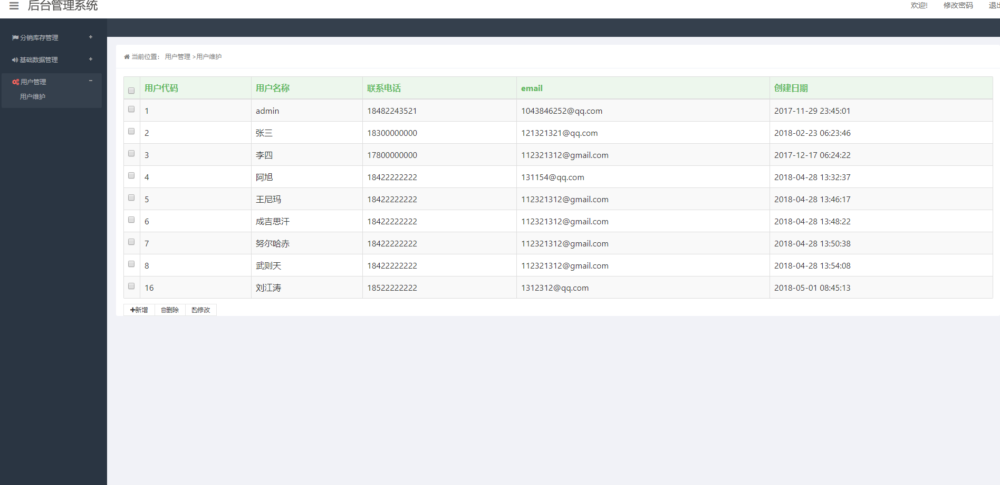 后台管理系统 欢迎! 修改密码 退出
分销库存管理 +
基础数据管理 +
用户管理 −
用户维护
当前位置： 用户管理 >用户维护
用户代码 用户名称 联系电话 email 创建日期
1 admin 18482243521 1043846252@qq.com 2017-11-29 23:45:01
2 张三 18300000000 121321321@qq.com 2018-02-23 06:23:46
3 李四 17800000000 112321312@gmail.com 2017-12-17 06:24:22
4 阿旭 18422222222 131154@qq.com 2018-04-28 13:32:37
5 王尼玛 18422222222 112321312@gmail.com 2018-04-28 13:46:17
6 成吉思汗 18422222222 112321312@gmail.com 2018-04-28 13:48:22
7 努尔哈赤 18422222222 112321312@gmail.com 2018-04-28 13:50:38
8 武则天 18422222222 112321312@gmail.com 2018-04-28 13:54:08
16 刘江涛 18522222222 1312312@qq.com 2018-05-01 08:45:13
新增 删除 修改